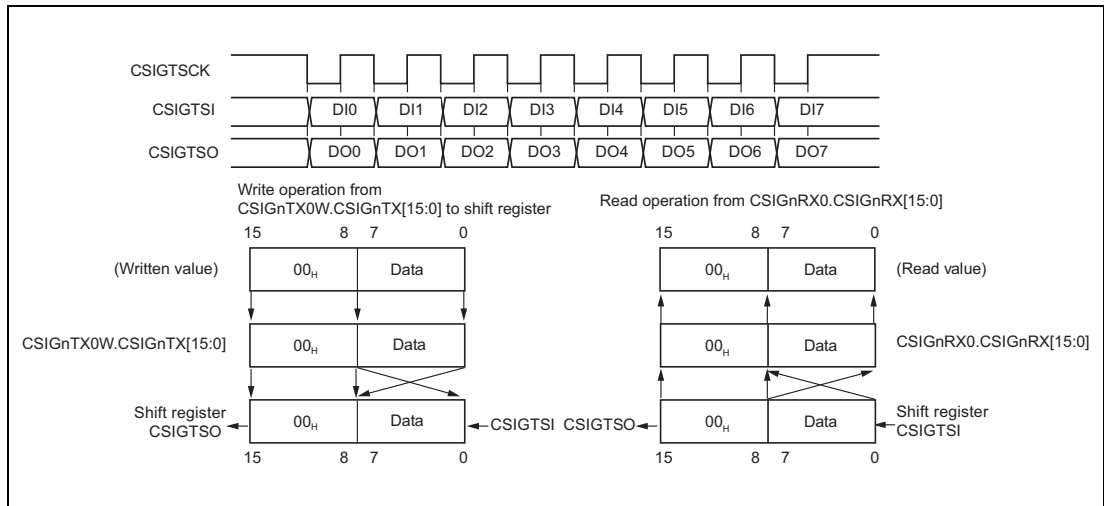 CSIGTSCK
CSIGTSI DI0 DI1 DI2 DI3 DI4 DI5 DI6 DI7
CSIGTSO DO0 DO1 DO2 DO3 DO4 DO5 DO6 DO7
Write operation from
CSIGnTX0W.CSIGnTX[15:0] to shift register
15 8 7 0
(Written value) 00H Data
CSIGnTX0W.CSIGnTX[15:0] 00H Data
Shift register
CSIGTSO 00H Data CSIGTSI
15 8 7 0
Read operation from CSIGnRX0.CSIGnRX[15:0]
15 8 7 0
00H Data (Read value)
00H Data CSIGnRX0.CSIGnRX[15:0]
CSIGTSO 00H Data Shift register
CSIGTSI
15 8 7 0